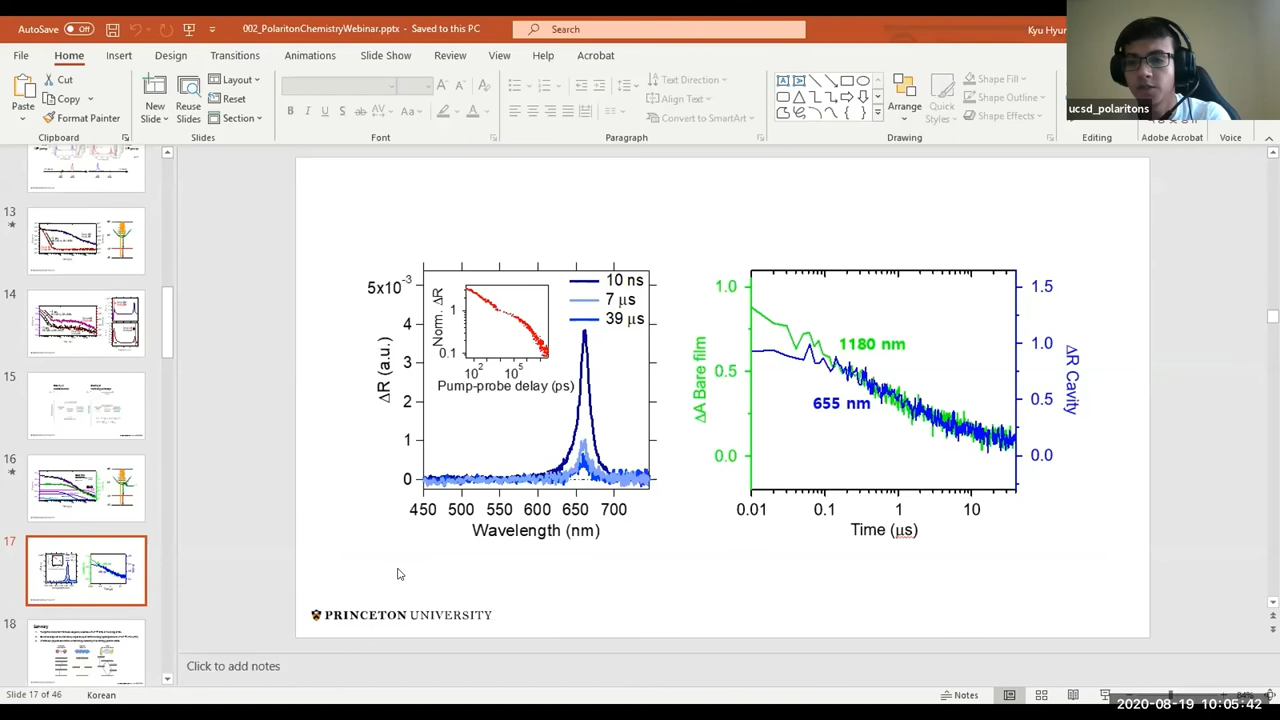 AutoSave Off
002_PolaritonChemistryWebinar.pptx - Saved to this PC
Search
Kyu Hyun
File Home Insert Design Transitions Animations Slide Show Review View Help Acrobat
Paste
Cut
Copy
Format Painter
Clipboard
New Slide
Reuse Slides
Layout
Reset
Section
Slides
B I U S
Font
Text Direction
Align Text
Convert to SmartArt
Paragraph
Arrange
Quick Styles
Shape Fill
Shape Outline
Shape Effects
Drawing
Editing
Adobe Acrobat
Voice
ucsd_polaritons
13
14
15
16
17
18
Summary
5x10⁻³
4
3
2
1
0
ΔR (a.u.)
450 500 550 600 650 700
Wavelength (nm)
10 ns
7 μs
39 μs
Norm. ΔR
1
0.1
10² 10⁵
Pump-probe delay (ps)
1.0
0.5
0.0
ΔA Bare film
1180 nm
655 nm
1.5
1.0
0.5
0.0
ΔR Cavity
0.01 0.1 1 10
Time (μs)
PRINCETON UNIVERSITY
Click to add notes
Slide 17 of 46
Korean
Notes
84%
2020-08-19 10:05:42